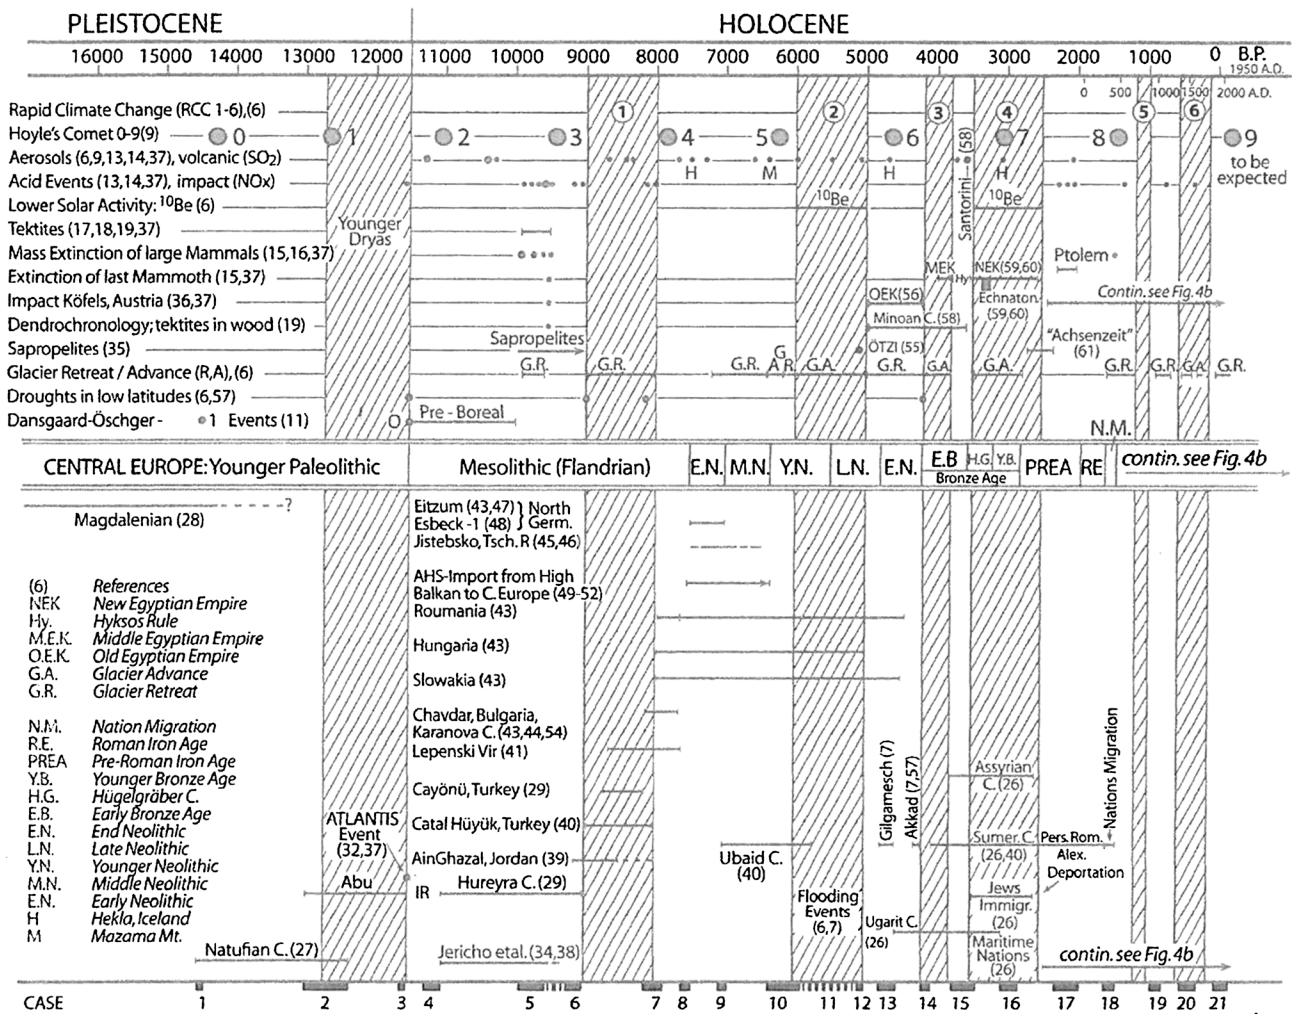 PLEISTOCENE HOLOCENE
16000 15000 14000 13000 12000 11000 10000 9000 8000 7000 6000 5000 4000 3000 2000 1000 0 B.P.
1950 A.D.
0 500 1000 1500 2000 A.D.
Rapid Climate Change (RCC 1-6),(6) 1 2 3 4 5 6
Hoyle's Comet 0-9(9) 0 1 2 3 4 5 6 7 8 9
to be
expected
Aerosols (6,9,13,14,37), volcanic (SO2)
H M H H
Santorini (58)
Acid Events (13,14,37), impact (NOx)
Lower Solar Activity: 10Be (6) 10Be 10Be
Tektites (17,18,19,37)
Younger
Dryas
Mass Extinction of large Mammals (15,16,37) Ptolem
Extinction of last Mammoth (15,37) MEK Hy NEK(59,60)
Impact Köfels, Austria (36,37) OEK(56) Echnaton
(59,60) Contin. see Fig. 4b
Dendrochronology; tektites in wood (19) Minoan C.(58)
Sapropelites (35) Sapropelites ÖTZI (55) "Achsenzeit"
(61)
Glacier Retreat / Advance (R,A),(6) G.R. G.R. G.R. G A R. G.A. G.R. G.A. G.A. G.R. G.R. G.A. G.R.
Droughts in low latitudes (6,57)
Dansgaard-Öschger - 1 Events (11) O Pre - Boreal
N.M.
CENTRAL EUROPE: Younger Paleolithic Mesolithic (Flandrian) E.N. M.N. Y.N. L.N. E.N. E.B H.G. Y.B. PREA RE contin. see Fig. 4b
Bronze Age
Magdalenian (28) ?
Eitzum (43,47) } North
Esbeck -1 (48) Germ.
Jistebsko, Tsch. R (45,46)
AHS-Import from High
Balkan to C. Europe (49-52)
Roumania (43)
Hungaria (43)
Slowakia (43)
Chavdar, Bulgaria,
Karanova C. (43,44,54)
Lepenski Vir (41)
Cayönü, Turkey (29)
Catal Hüyük, Turkey (40)
AinGhazal, Jordan (39)
IR Hureyra C. (29)
Jericho etal. (34,38)
(6) References
NEK New Egyptian Empire
Hy. Hyksos Rule
M.E.K. Middle Egyptian Empire
O.E.K. Old Egyptian Empire
G.A. Glacier Advance
G.R. Glacier Retreat
N.M. Nation Migration
R.E. Roman Iron Age
PREA Pre-Roman Iron Age
Y.B. Younger Bronze Age
H.G. Hügelgräber C.
E.B. Early Bronze Age
E.N. End Neolithic
L.N. Late Neolithic
Y.N. Younger Neolithic
M.N. Middle Neolithic
E.N. Early Neolithic
H Hekla, Iceland
M Mazama Mt.
ATLANTIS
Event
(32,37)
Abu
Natufian C. (27)
Ubaid C.
(40)
Flooding
Events
(6,7)
Gilgamesch (7)
Akkad (7,57)
Ugarit C.
(26)
Assyrian
C. (26)
Sumer. C.
(26,40)
Jews
Immigr.
(26)
Maritime
Nations
(26)
Nations Migration
Pers. Rom.
Alex.
Deportation
contin. see Fig. 4b
CASE 1 2 3 4 5 6 7 8 9 10 11 12 13 14 15 16 17 18 19 20 21